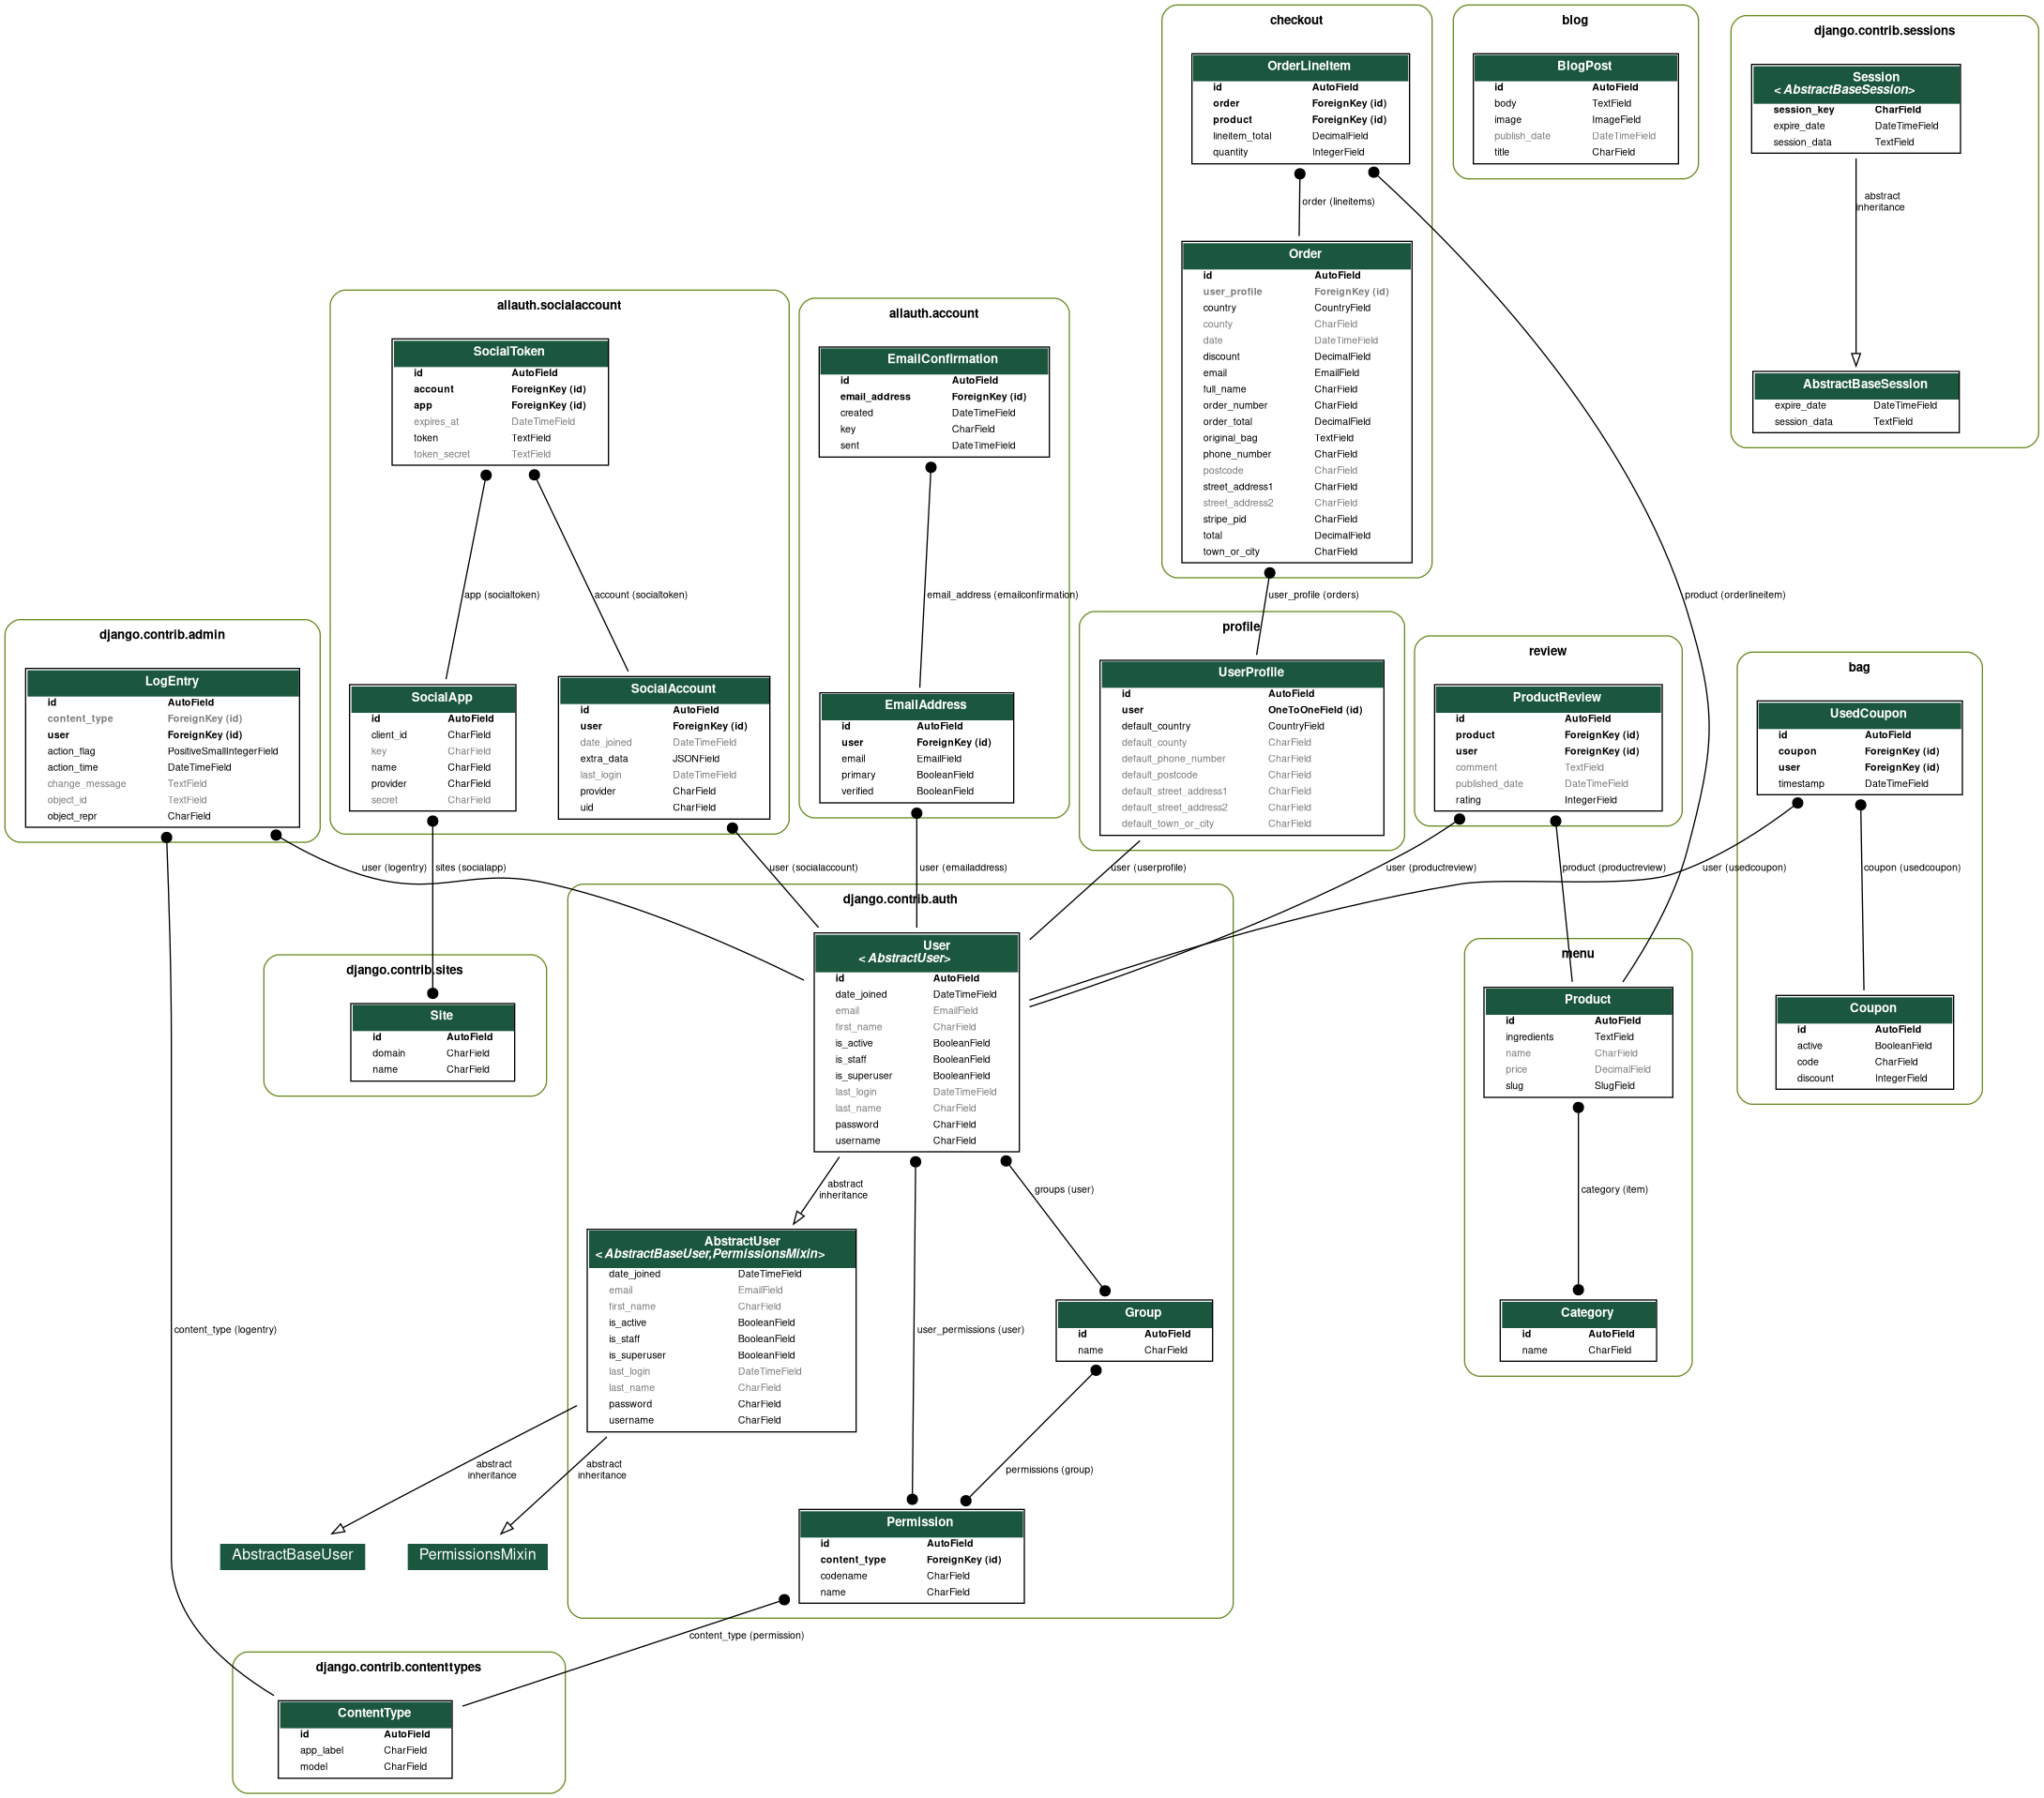 checkout
OrderLineItem
id AutoField
order ForeignKey (id)
product ForeignKey (id)
lineitem_total DecimalField
quantity IntegerField
order (lineitems)
Order
id AutoField
user_profile ForeignKey (id)
country CountryField
county CharField
date DateTimeField
discount DecimalField
email EmailField
full_name CharField
order_number CharField
order_total DecimalField
original_bag TextField
phone_number CharField
postcode CharField
street_address1 CharField
street_address2 CharField
stripe_pid CharField
total DecimalField
town_or_city CharField
user_profile (orders)
product (orderlineitem)
blog
BlogPost
id AutoField
body TextField
image ImageField
publish_date DateTimeField
title CharField
django.contrib.sessions
Session
< AbstractBaseSession>
session_key CharField
expire_date DateTimeField
session_data TextField
abstract
inheritance
AbstractBaseSession
expire_date DateTimeField
session_data TextField
allauth.socialaccount
SocialToken
id AutoField
account ForeignKey (id)
app ForeignKey (id)
expires_at DateTimeField
token TextField
token_secret TextField
app (socialtoken)
account (socialtoken)
SocialApp
id AutoField
client_id CharField
key CharField
name CharField
provider CharField
secret CharField
SocialAccount
id AutoField
user ForeignKey (id)
date_joined DateTimeField
extra_data JSONField
last_login DateTimeField
provider CharField
uid CharField
allauth.account
EmailConfirmation
id AutoField
email_address ForeignKey (id)
created DateTimeField
key CharField
sent DateTimeField
email_address (emailconfirmation)
EmailAddress
id AutoField
user ForeignKey (id)
email EmailField
primary BooleanField
verified BooleanField
django.contrib.admin
LogEntry
id AutoField
content_type ForeignKey (id)
user ForeignKey (id)
action_flag PositiveSmallIntegerField
action_time DateTimeField
change_message TextField
object_id TextField
object_repr CharField
profile
UserProfile
id AutoField
user OneToOneField (id)
default_country CountryField
default_county CharField
default_phone_number CharField
default_postcode CharField
default_street_address1 CharField
default_street_address2 CharField
default_town_or_city CharField
review
ProductReview
id AutoField
product ForeignKey (id)
user ForeignKey (id)
comment TextField
published_date DateTimeField
rating IntegerField
bag
UsedCoupon
id AutoField
coupon ForeignKey (id)
user ForeignKey (id)
timestamp DateTimeField
user (logentry)
sites (socialapp)
user (socialaccount)
user (emailaddress)
user (userprofile)
user (productreview)
product (productreview)
user (usedcoupon)
coupon (usedcoupon)
Coupon
id AutoField
active BooleanField
code CharField
discount IntegerField
django.contrib.sites
Site
id AutoField
domain CharField
name CharField
django.contrib.auth
User
< AbstractUser>
id AutoField
date_joined DateTimeField
email EmailField
first_name CharField
is_active BooleanField
is_staff BooleanField
is_superuser BooleanField
last_login DateTimeField
last_name CharField
password CharField
username CharField
abstract
inheritance
groups (user)
AbstractUser
< AbstractBaseUser,PermissionsMixin>
date_joined DateTimeField
email EmailField
first_name CharField
is_active BooleanField
is_staff BooleanField
is_superuser BooleanField
last_login DateTimeField
last_name CharField
password CharField
username CharField
user_permissions (user)
Group
id AutoField
name CharField
permissions (group)
menu
Product
id AutoField
ingredients TextField
name CharField
price DecimalField
slug SlugField
category (item)
Category
id AutoField
name CharField
content_type (logentry)
abstract
inheritance
abstract
inheritance
AbstractBaseUser
PermissionsMixin
Permission
id AutoField
content_type ForeignKey (id)
codename CharField
name CharField
content_type (permission)
django.contrib.contenttypes
ContentType
id AutoField
app_label CharField
model CharField